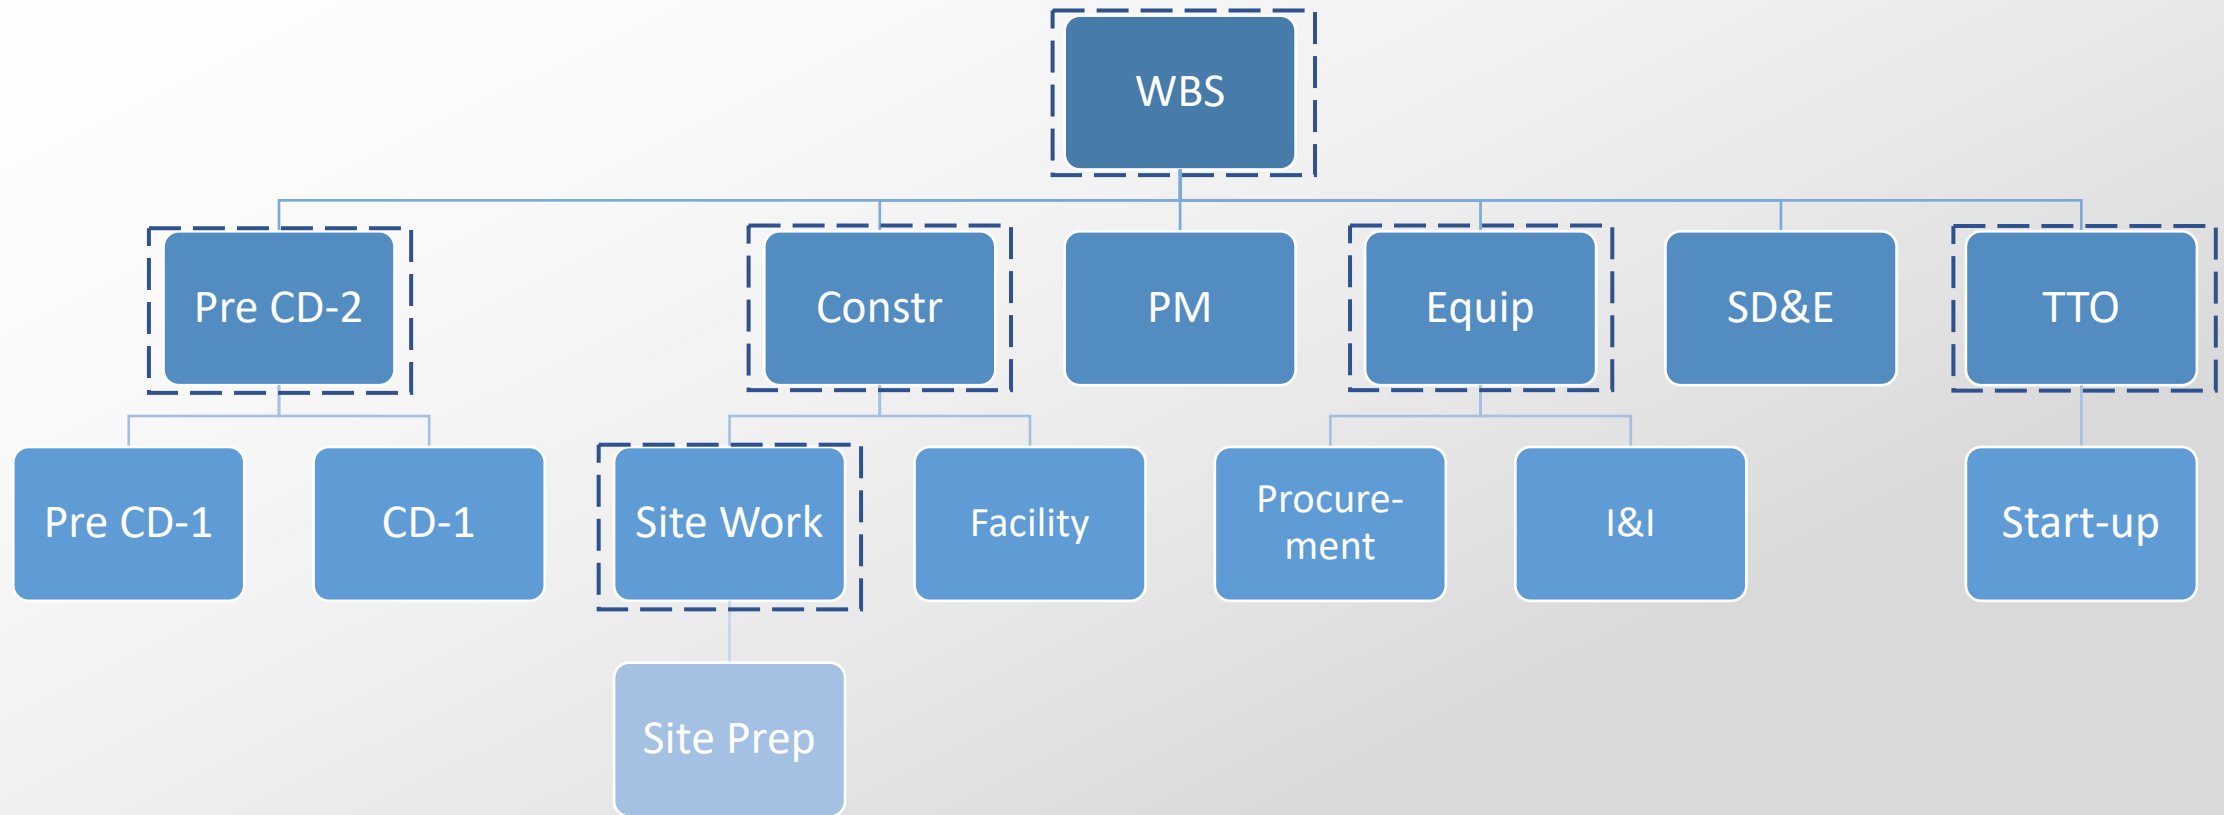 WBS
Pre CD-2
Constr
PM
Equip
SD&E
TTO
Pre CD-1
CD-1
Site Work
Facility
Procure-
ment
I&I
Start-up
Site Prep